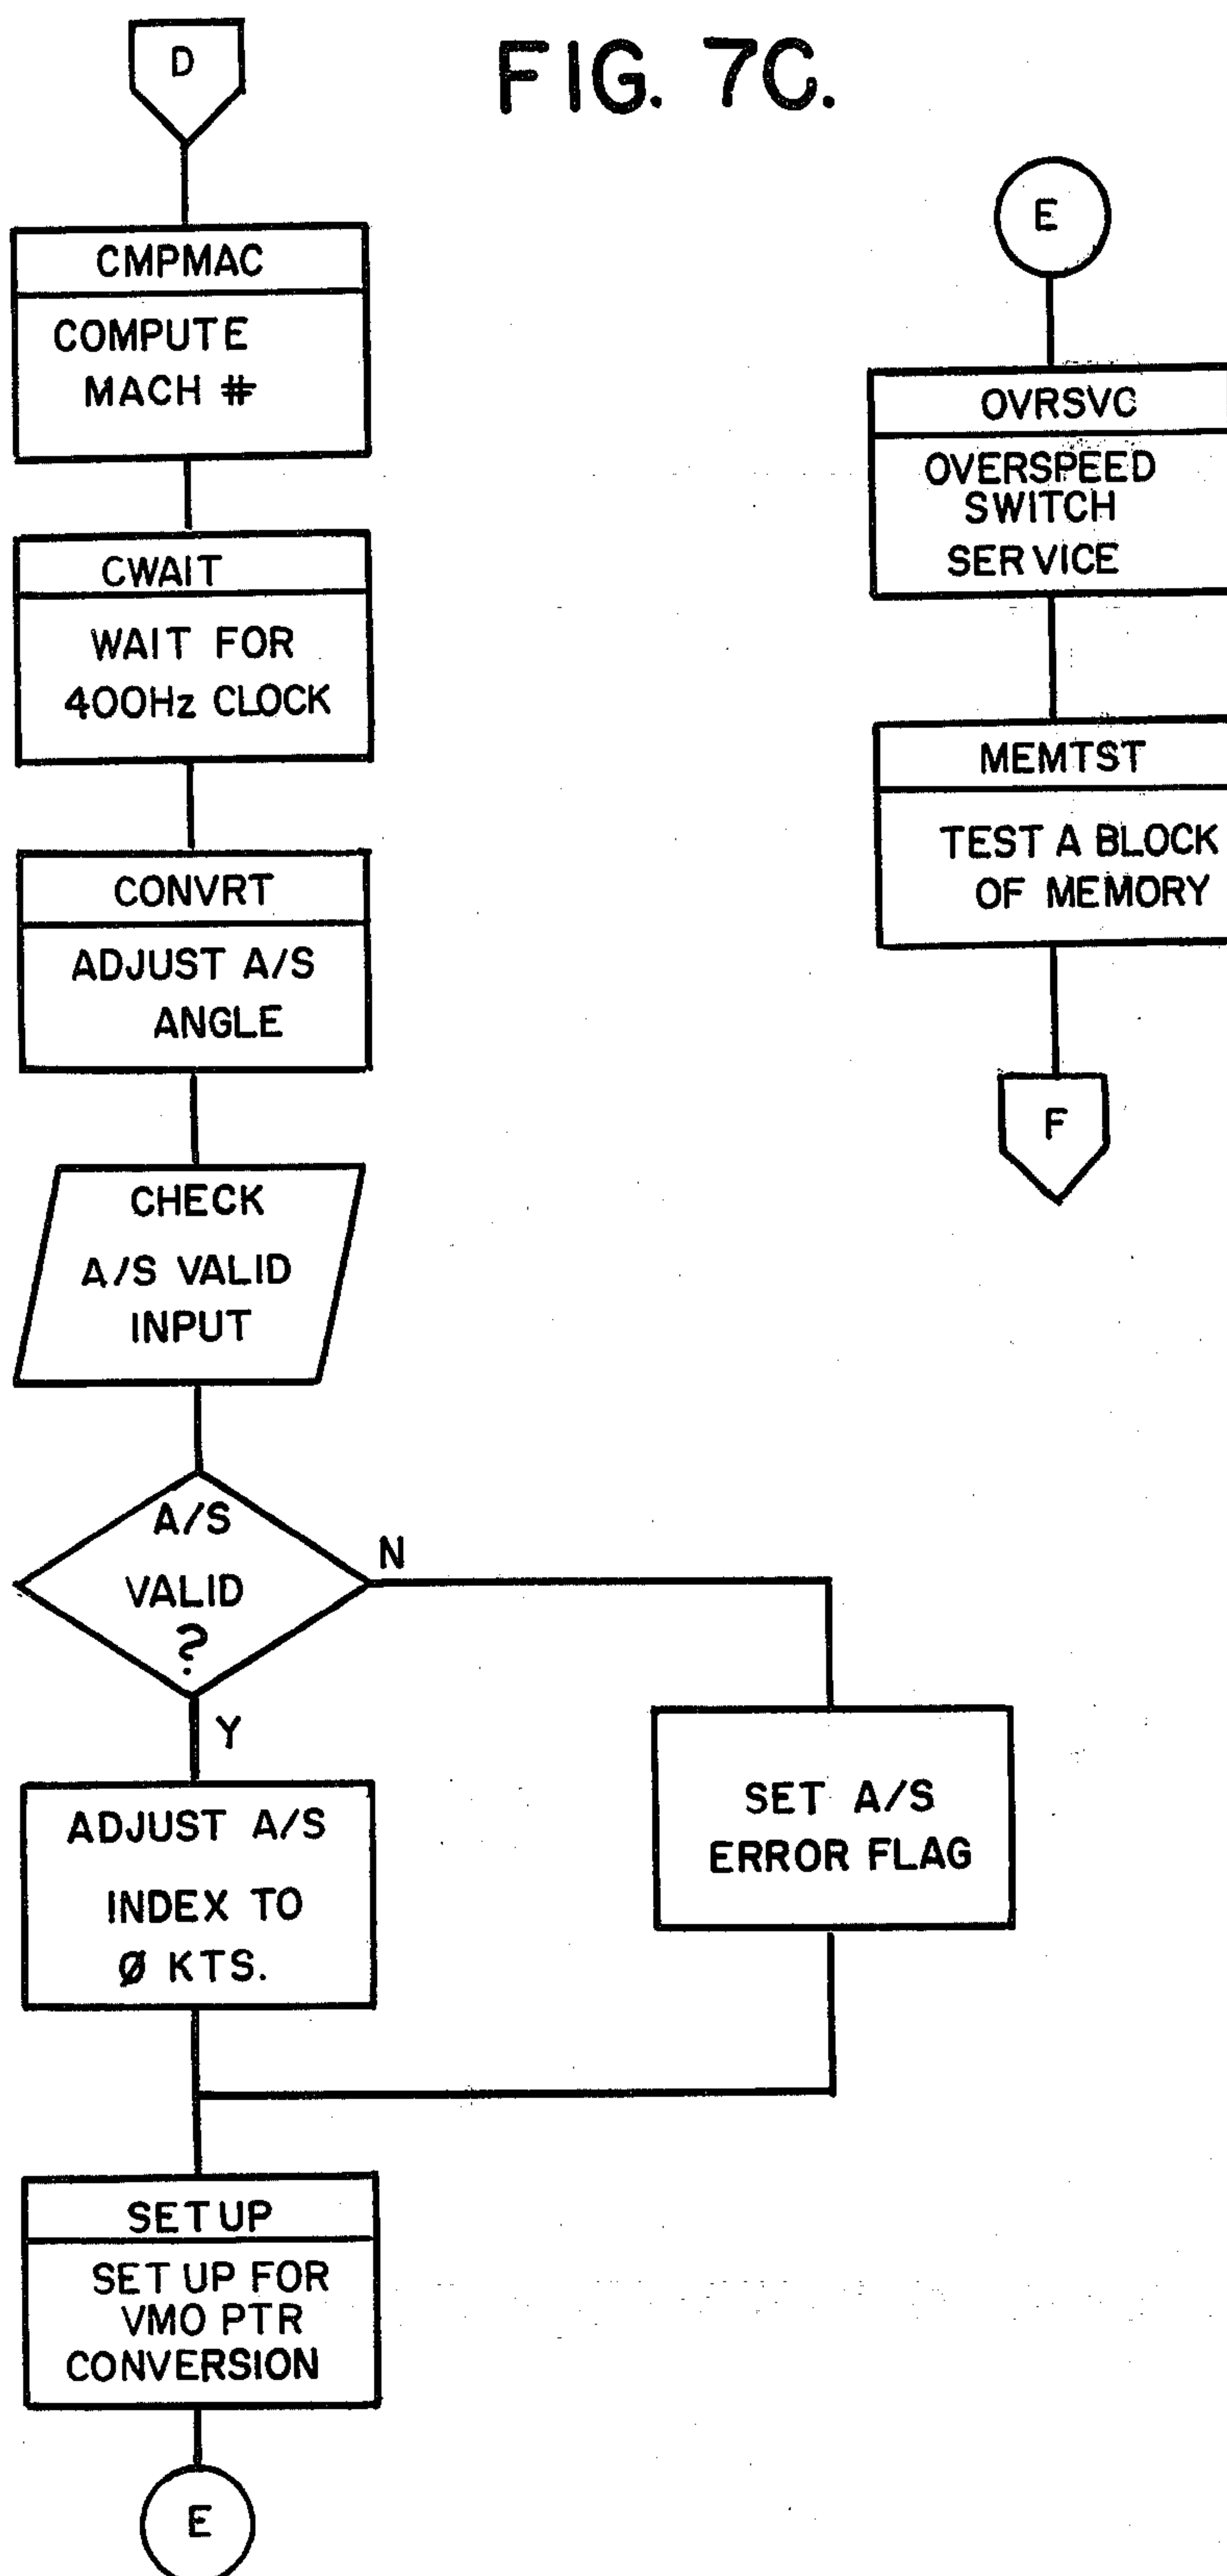 FIG. 7C.
D
CMPMAC
COMPUTE
MACH #
CWAIT
WAIT FOR
400Hz CLOCK
CONVRT
ADJUST A/S
ANGLE
CHECK
A/S VALID
INPUT
A/S
VALID
?
N
Y
ADJUST A/S
INDEX TO
Ø KTS.
SET A/S
ERROR FLAG
SETUP
SET UP FOR
VMO PTR
CONVERSION
E
E
OVRSVC
OVERSPEED
SWITCH
SERVICE
MEMTST
TEST A BLOCK
OF MEMORY
F